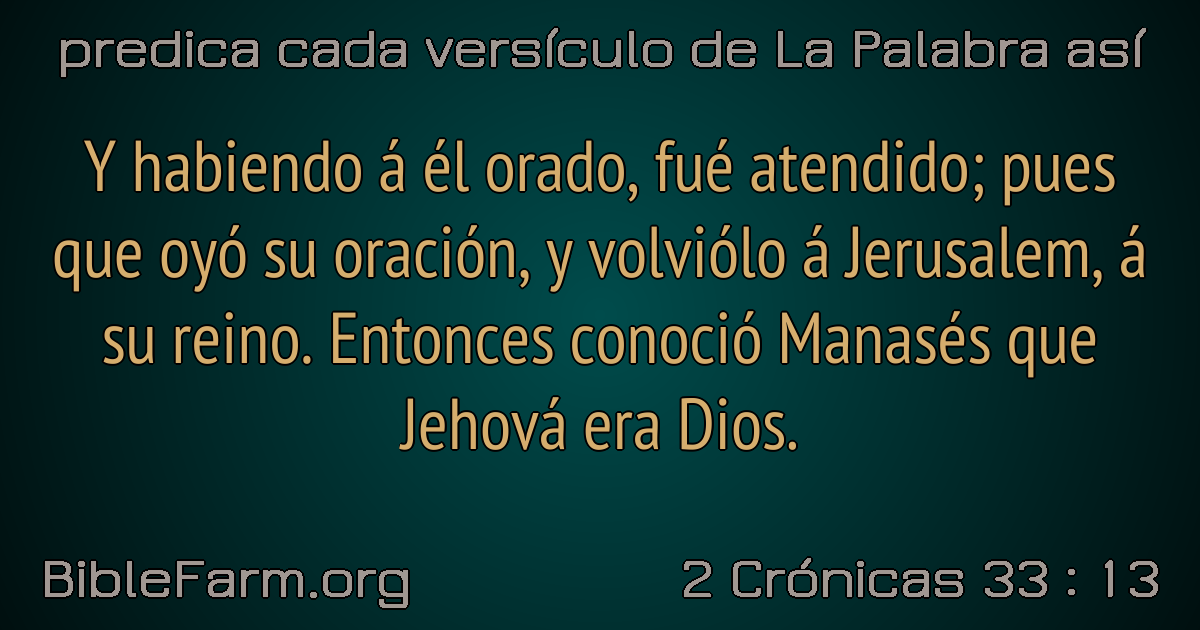 predica cada versículo de La Palabra así
Y habiendo á él orado, fué atendido; pues
que oyó su oración, y volviólo á Jerusalem, á
su reino. Entonces conoció Manasés que
Jehová era Dios.
BibleFarm.org
2 Crónicas 33 : 13